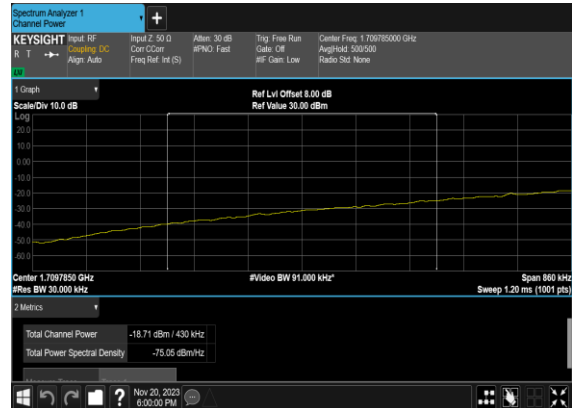 Spectrum Analyzer 1
Channel Power
+
KEYSIGHT
R T
LXI
Input: RF
Coupling: DC
Align: Auto
Input Z: 50 Ω
Corr CCorr
Freq Ref: Int (S)
Atten: 30 dB
#PNO: Fast
Trig: Free Run
Gate: Off
#IF Gain: Low
Center Freq: 1.709785000 GHz
Avg|Hold: 500/500
Radio Std: None
1 Graph
Scale/Div 10.0 dB
Ref Lvl Offset 8.00 dB
Ref Value 30.00 dBm
Log
20.0
10.0
0.00
-10.0
-20.0
-30.0
-40.0
-50.0
-60.0
Center 1.7097850 GHz
#Video BW 91.000 kHz*
Span 860 kHz
#Res BW 30.000 kHz
Sweep 1.20 ms (1001 pts)
2 Metrics
Total Channel Power -18.71 dBm / 430 kHz
Total Power Spectral Density -75.05 dBm/Hz
?
Nov 20, 2023
6:00:00 PM